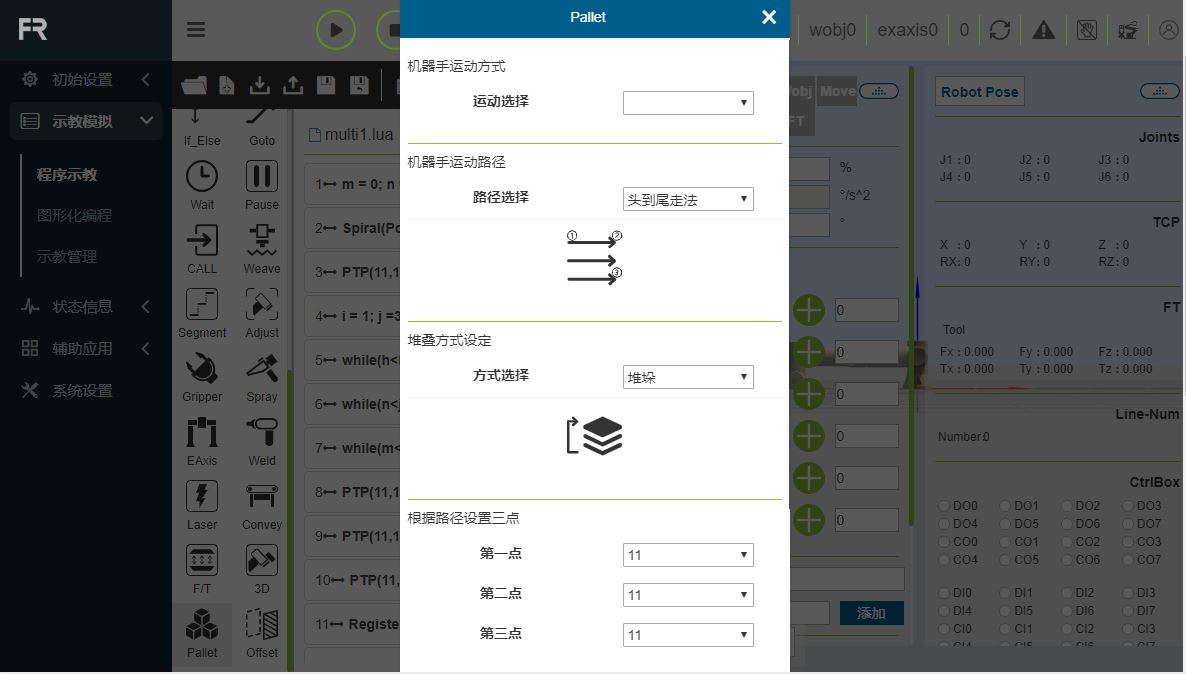 FR
初始设置
示教模拟
程序示教
图形化编程
示教管理
状态信息
辅助应用
系统设置
wobj0
exaxis0
0
If_Else
Goto
Wait
Pause
CALL
Weave
Segment
Adjust
Gripper
Spray
EAxis
Weld
Laser
Convey
F/T
3D
Pallet
Offset
multi1.lua
1 m = 0; n =
2 Spiral(Po
3 PTP(11,1
4 i = 1; j =3
5 while(h<
6 while(n<j
7 while(m<
8 PTP(11,1
9 PTP(11,1
10 PTP(11,
11 Registe
Pallet
机器手运动方式
运动选择
机器手运动路径
路径选择
头到尾走法
① ②
③
堆叠方式设定
方式选择
堆垛
根据路径设置三点
第一点
11
第二点
11
第三点
11
obj
Move
FT
%
°/s^2
°
0
0
0
0
0
0
添加
Robot Pose
Joints
J1 : 0 J2 : 0 J3 : 0
J4 : 0 J5 : 0 J6 : 0
TCP
X : 0 Y : 0 Z : 0
RX: 0 RY: 0 RZ: 0
FT
Tool
Fx : 0.000 Fy : 0.000 Fz : 0.000
Tx : 0.000 Ty : 0.000 Tz : 0.000
Line-Num
Number:0
CtrlBox
DO0 DO1 DO2 DO3
DO4 DO5 DO6 DO7
CO0 CO1 CO2 CO3
CO4 CO5 CO6 CO7
DI0 DI1 DI2 DI3
DI4 DI5 DI6 DI7
CI0 CI1 CI2 CI3
CI4 CI5 CI6 CI7